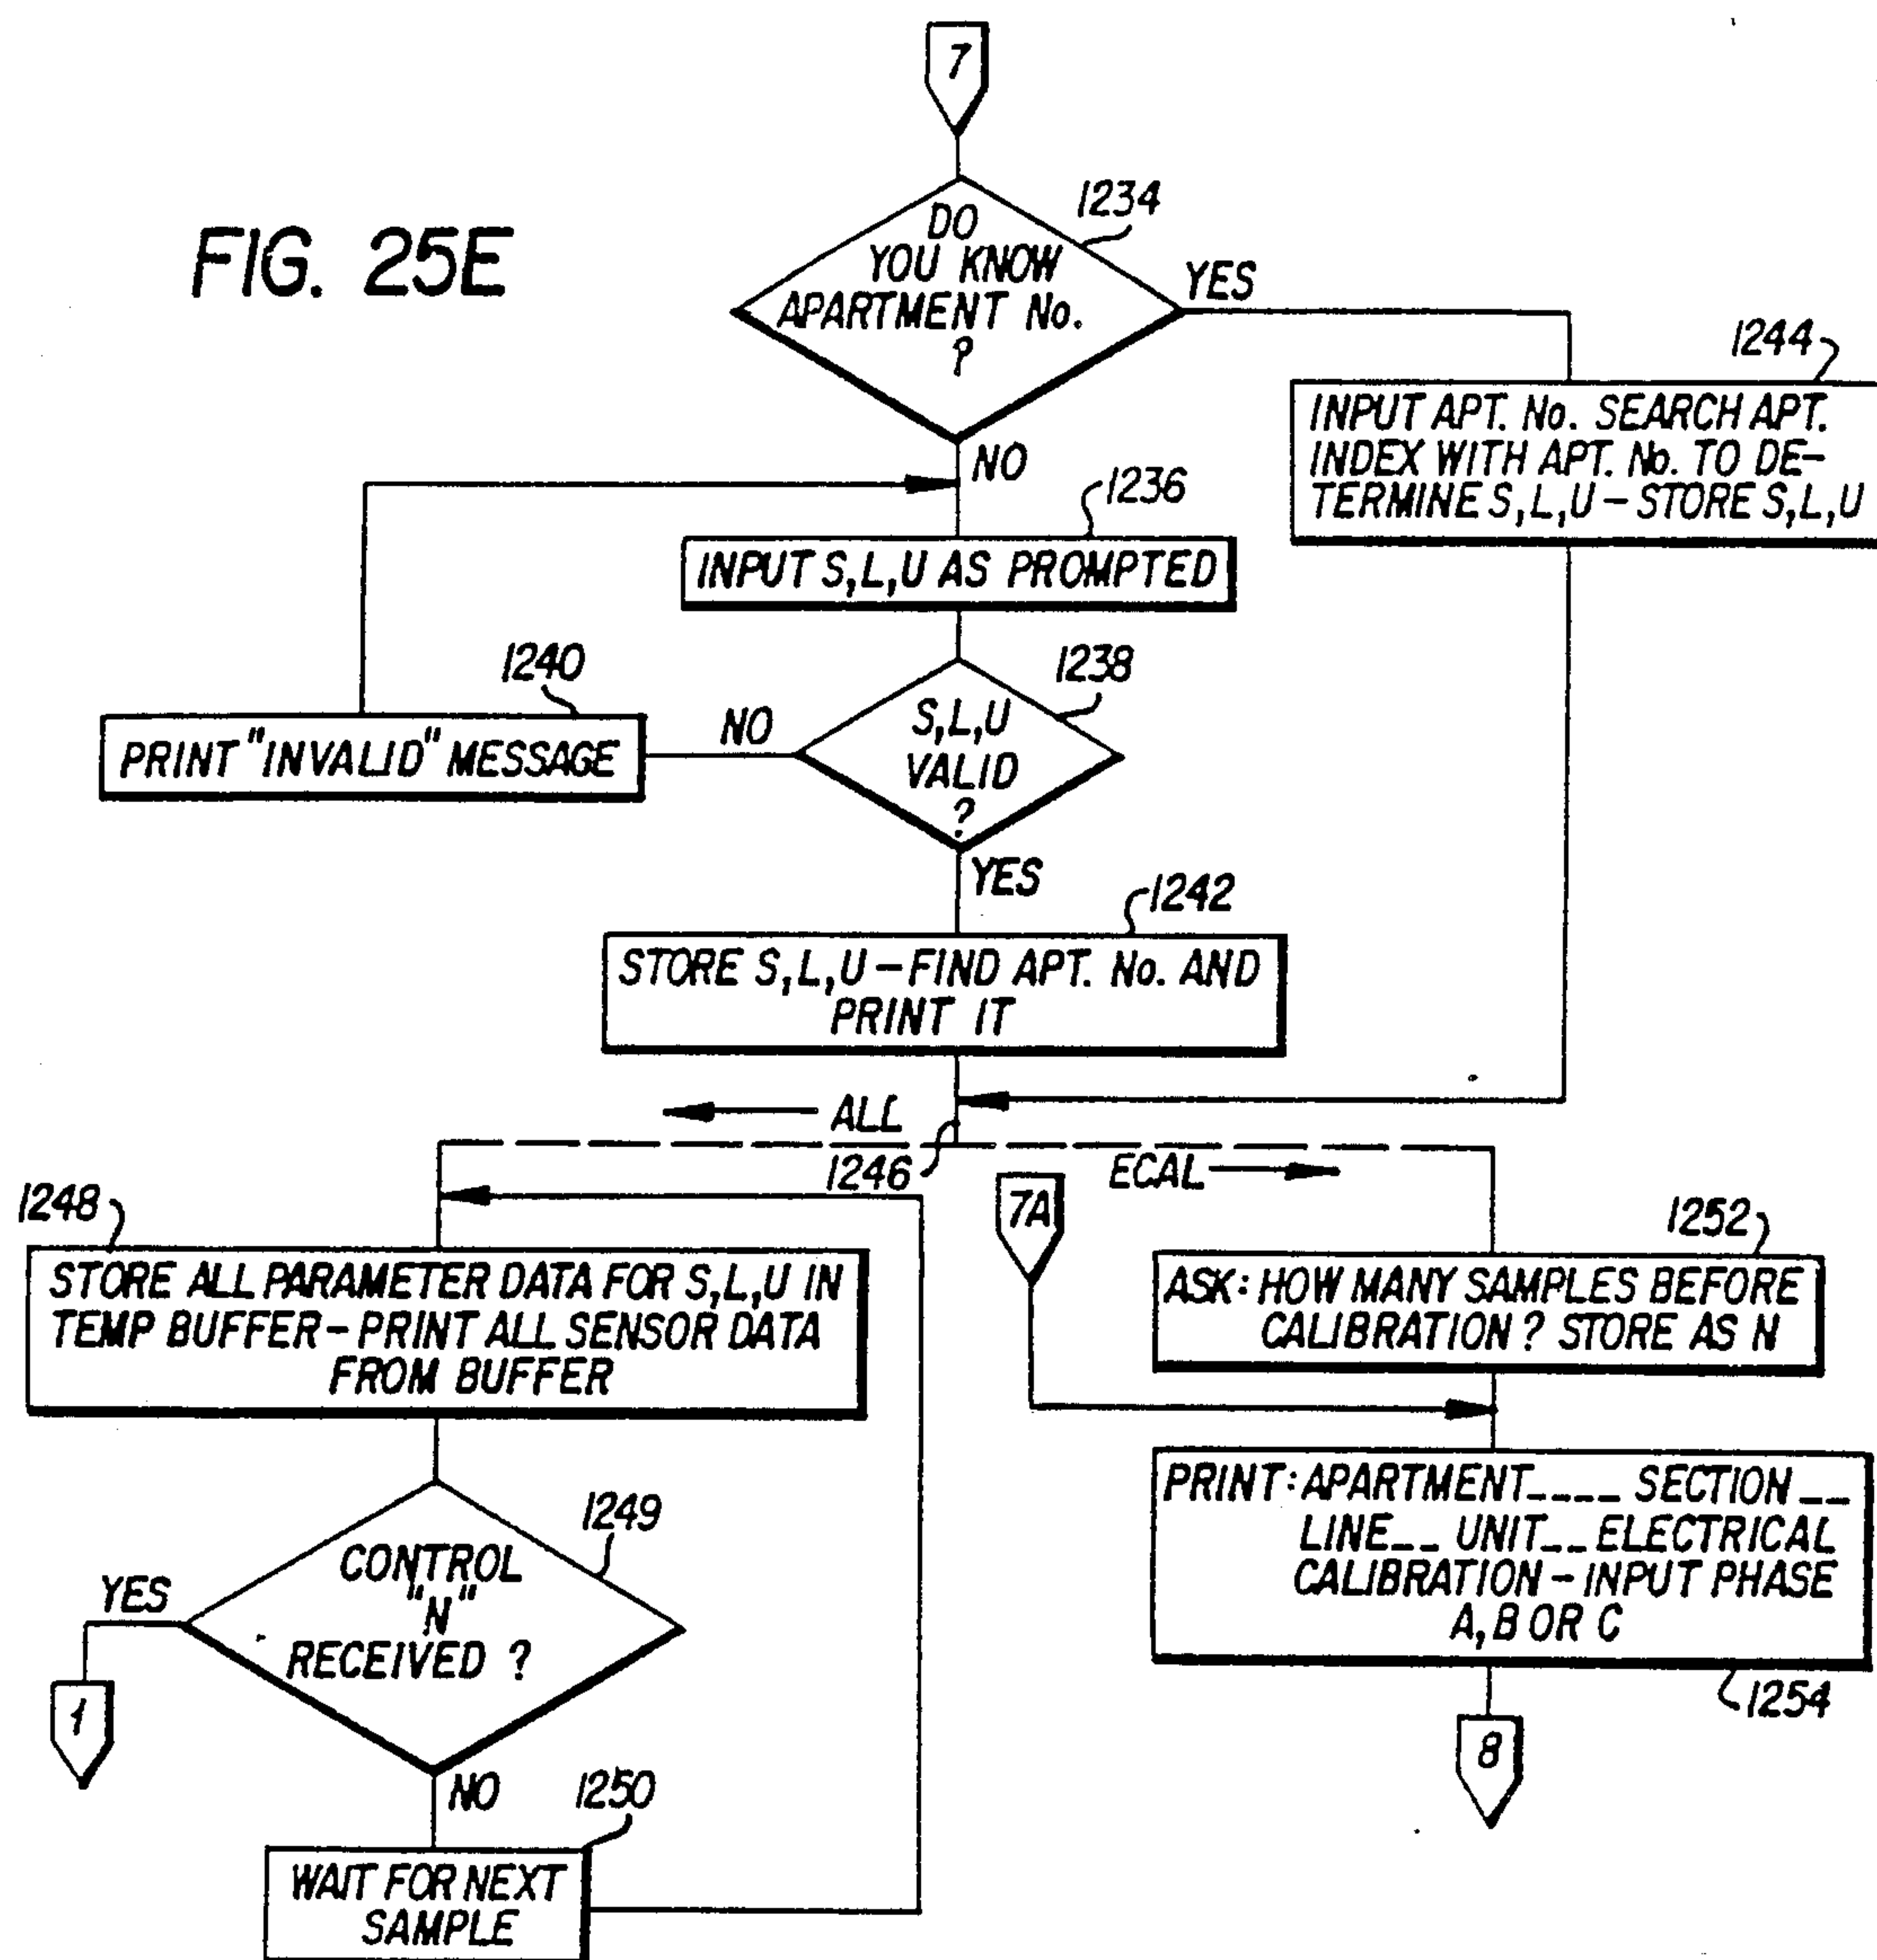 7
FIG. 25E
1234
DO
YOU KNOW
APARTMENT No.
?
YES
NO
1244
INPUT APT. No. SEARCH APT.
INDEX WITH APT. No. TO DE-
TERMINE S,L,U – STORE S,L,U
1236
INPUT S,L,U AS PROMPTED
1240
PRINT "INVALID" MESSAGE
NO
1238
S,L,U
VALID
?
YES
1242
STORE S,L,U – FIND APT. No. AND
PRINT IT
ALL
1246
ECAL
7A
1248
STORE ALL PARAMETER DATA FOR S,L,U IN
TEMP BUFFER – PRINT ALL SENSOR DATA
FROM BUFFER
1252
ASK: HOW MANY SAMPLES BEFORE
CALIBRATION ? STORE AS N
1249
CONTROL
"N"
RECEIVED ?
YES
1
NO
1250
WAIT FOR NEXT
SAMPLE
PRINT: APARTMENT____ SECTION__
LINE__ UNIT__ ELECTRICAL
CALIBRATION – INPUT PHASE
A, B OR C
1254
8